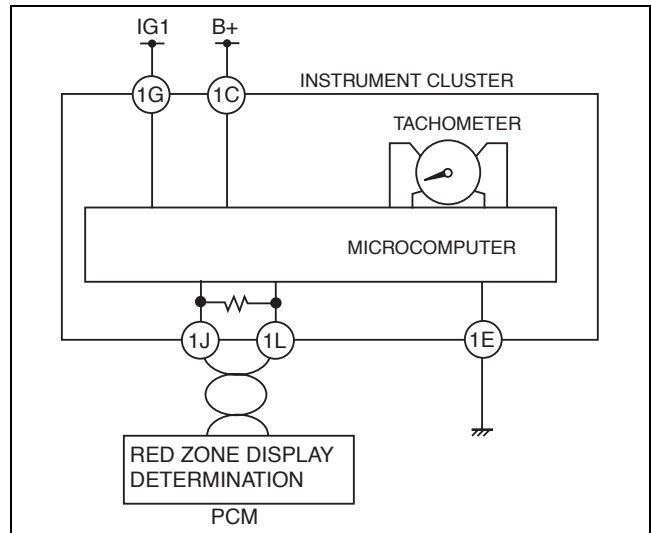 IG1 B+
1G 1C
INSTRUMENT CLUSTER
TACHOMETER
MICROCOMPUTER
1J 1L 1E
RED ZONE DISPLAY
DETERMINATION
PCM